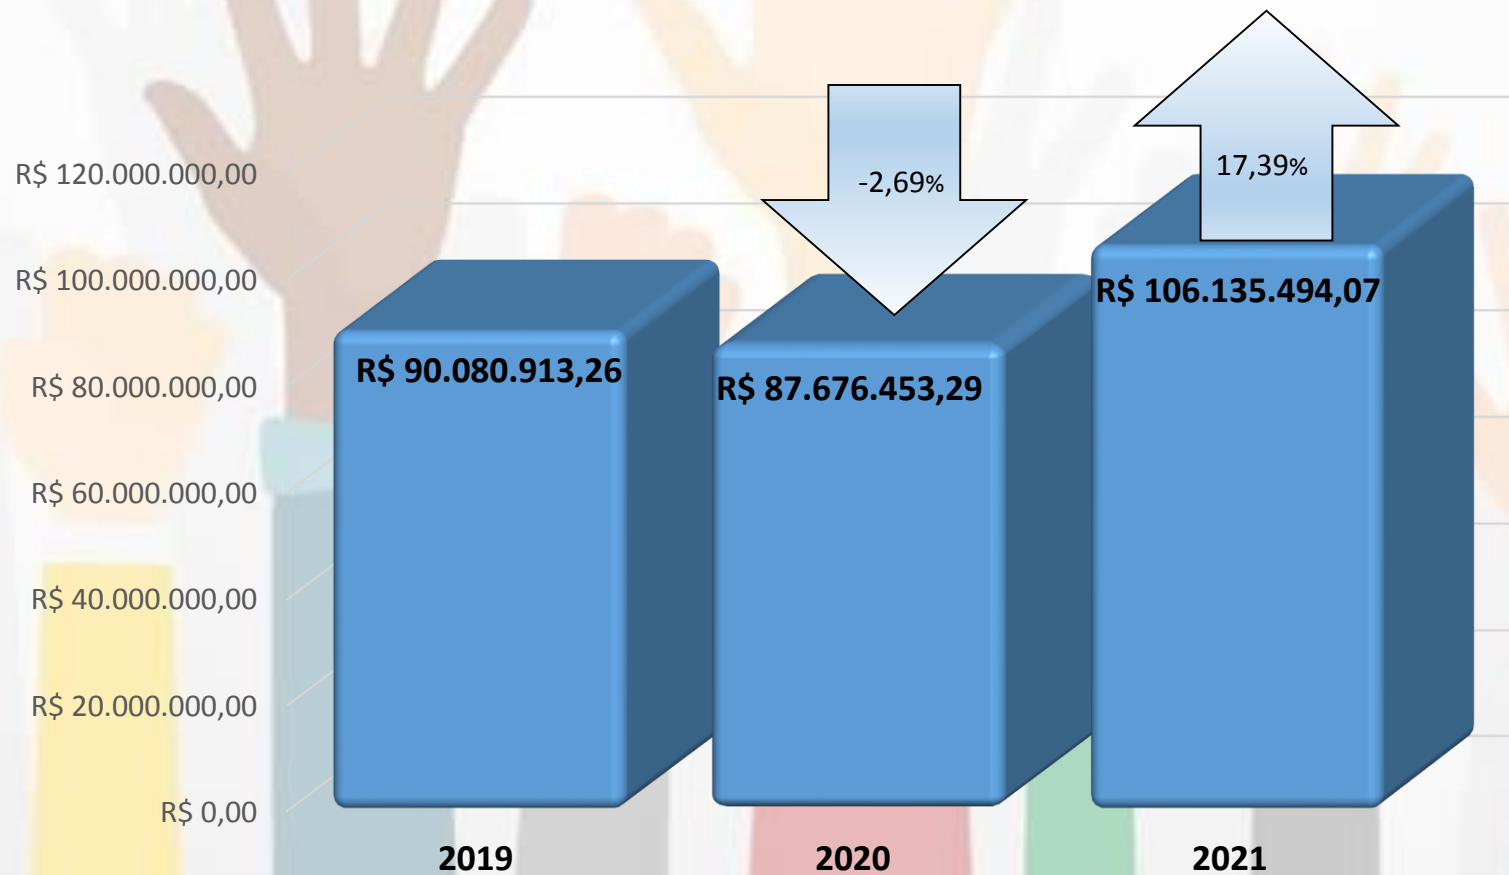 -2,69%
17,39%
R$ 120.000.000,00
R$ 100.000.000,00
R$ 80.000.000,00
R$ 60.000.000,00
R$ 40.000.000,00
R$ 20.000.000,00
R$ 0,00
R$ 90.080.913,26
R$ 87.676.453,29
R$ 106.135.494,07
2019
2020
2021